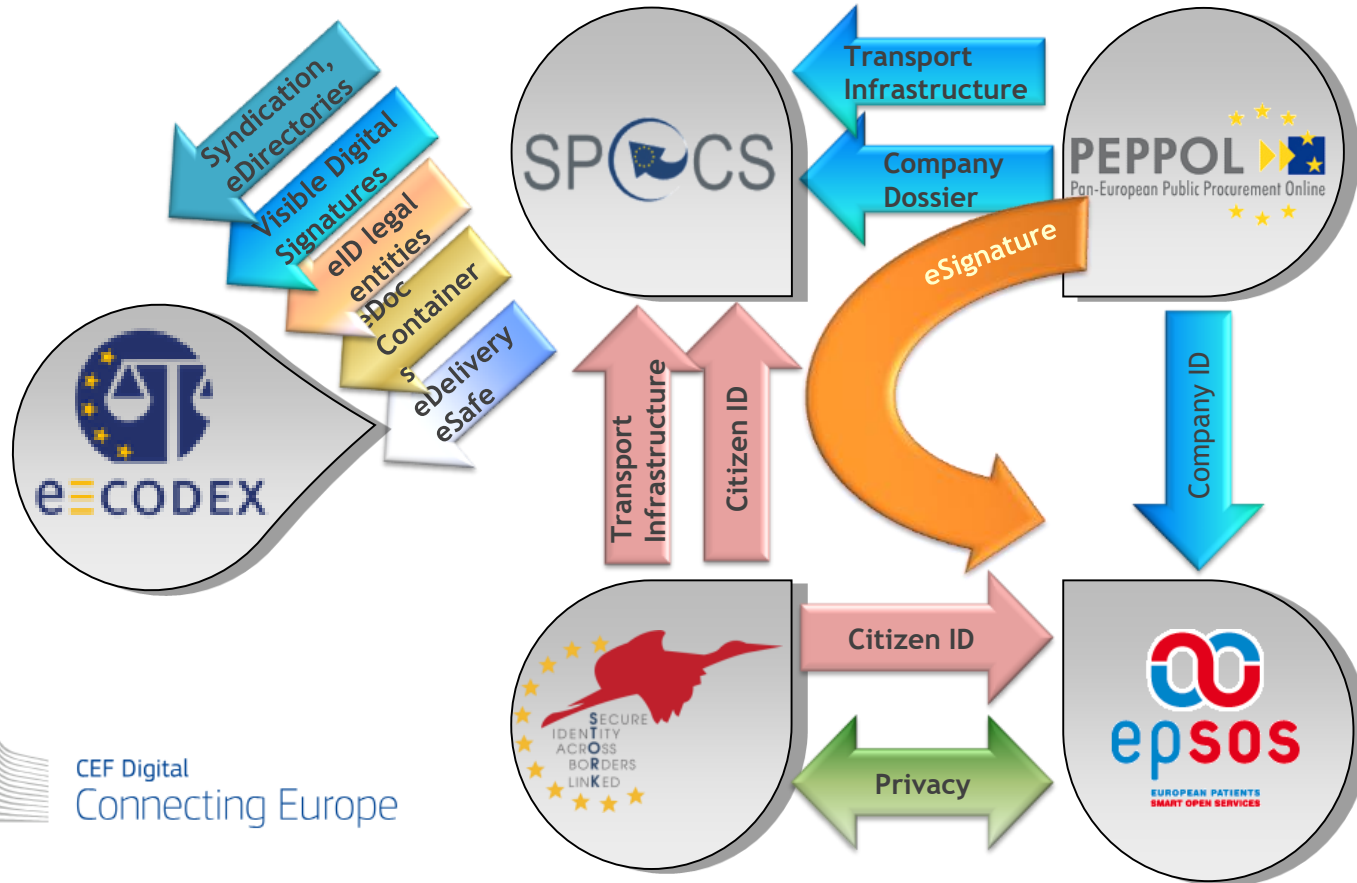 Syndication,
eDirectories
Visible Digital
Signatures
eID legal
entities
eDoc
Container
s
eDelivery
eSafe
SPOCS
Transport
Infrastructure
Company
Dossier
PEPPOL
Pan-European Public Procurement Online
eSignature
e-CODEX
Transport
Infrastructure
Citizen ID
Company ID
SECURE
IDENTITY
ACROSS
BORDERS
LINKED
STORK
Citizen ID
Privacy
epsos
EUROPEAN PATIENTS
SMART OPEN SERVICES
CEF Digital
Connecting Europe